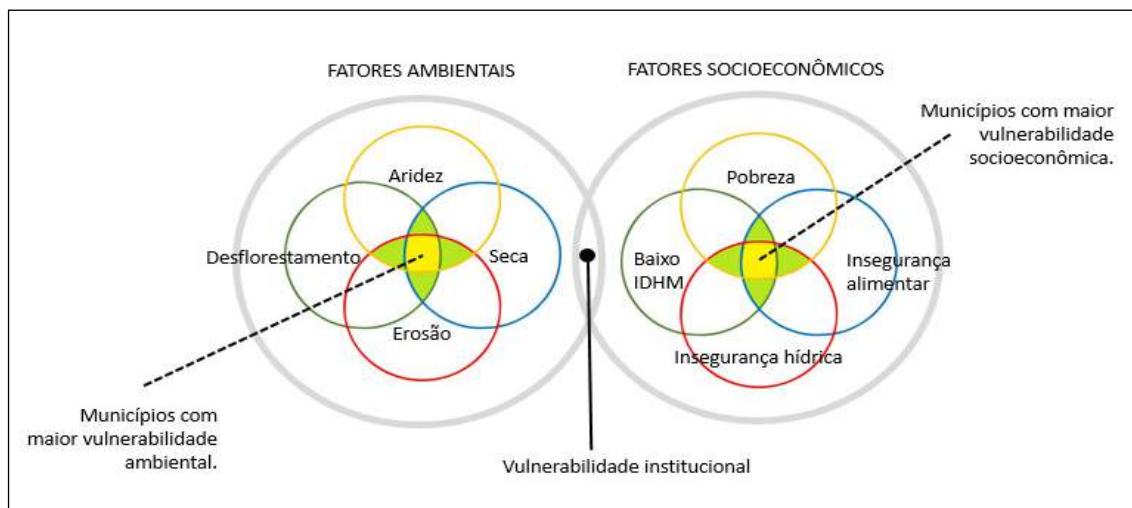 FATORES AMBIENTAIS
FATORES SOCIOECONÔMICOS
Municípios com maior
vulnerabilidade
socioeconômica.
Aridez
Desflorestamento
Seca
Erosão
Pobreza
Baixo
IDHM
Insegurança
alimentar
Insegurança hídrica
Municípios com
maior vulnerabilidade
ambiental.
Vulnerabilidade institucional